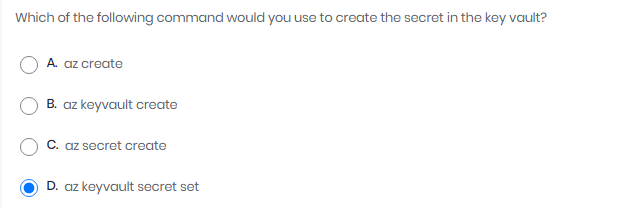 Which of the following command would you use to create the secret in the key vault?
A. az create
B. az keyvault create
C. az secret create
D. az keyvault secret set